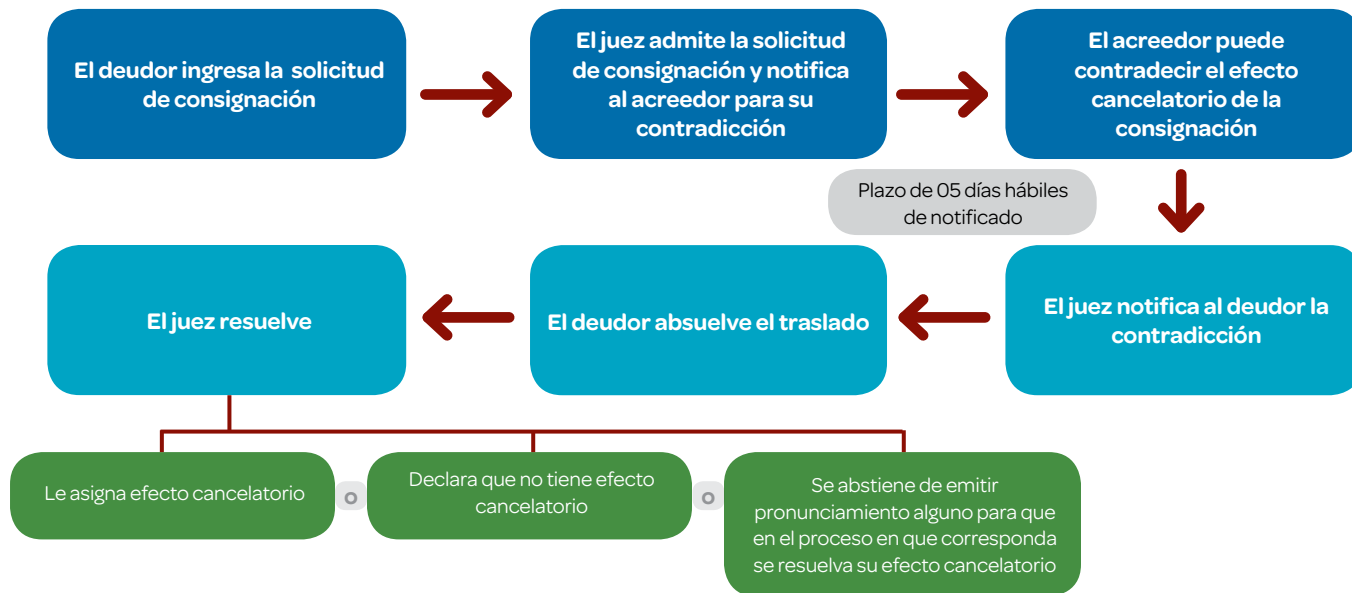 El deudor ingresa la solicitud
de consignación
El juez admite la solicitud
de consignación y notifica
al acreedor para su
contradicción
El acreedor puede
contradecir el efecto
cancelatorio de la
consignación
Plazo de 05 días hábiles
de notificado
El juez resuelve
El deudor absuelve el traslado
El juez notifica al deudor la
contradicción
Le asigna efecto cancelatorio
o
Declara que no tiene efecto
cancelatorio
o
Se abstiene de emitir
pronunciamiento alguno para que
en el proceso en que corresponda
se resuelva su efecto cancelatorio